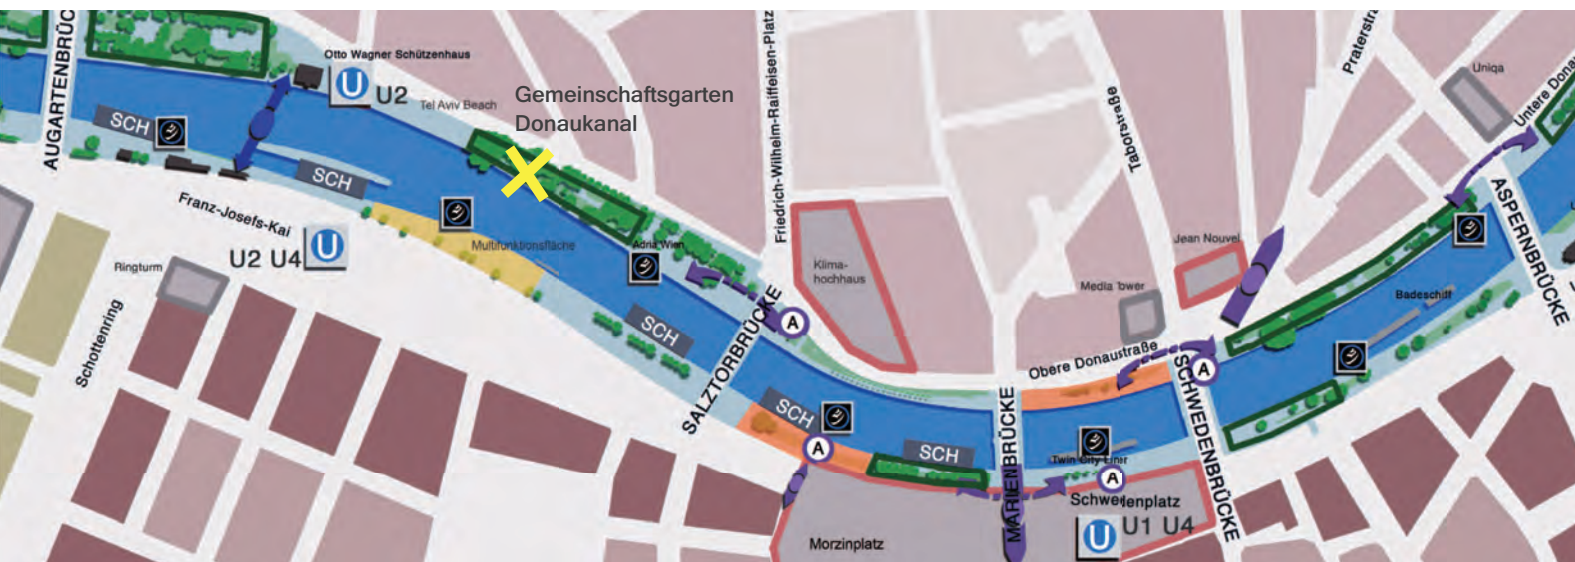 AUGARTENBRÜC
Otto Wagner Schützenhaus
U
U2
Tel Aviv Beach
Gemeinschaftsgarten
Donaukanal
SCH
SCH
Franz-Josefs-Kai
U2 U4
U
Ringturm
Schottenring
Multifunktionsfläche
Adria Wien
SCH
SALZTORBRÜCKE
A
Friedrich-Wilhelm-Raiffeisen-Platz
Klima-
hochhaus
SCH
A
SCH
Morzinplatz
MARIENBRÜCKE
Obere Donaustraße
Taborstraße
Media Tower
Jean Nouvel
A
SCHWEDENBRÜCKE
Twin City Liner
A
Schwedenplatz
U
U1 U4
Praterstr
Uniqa
Untere Donau
ASPERNBRÜCKE
Badeschiff